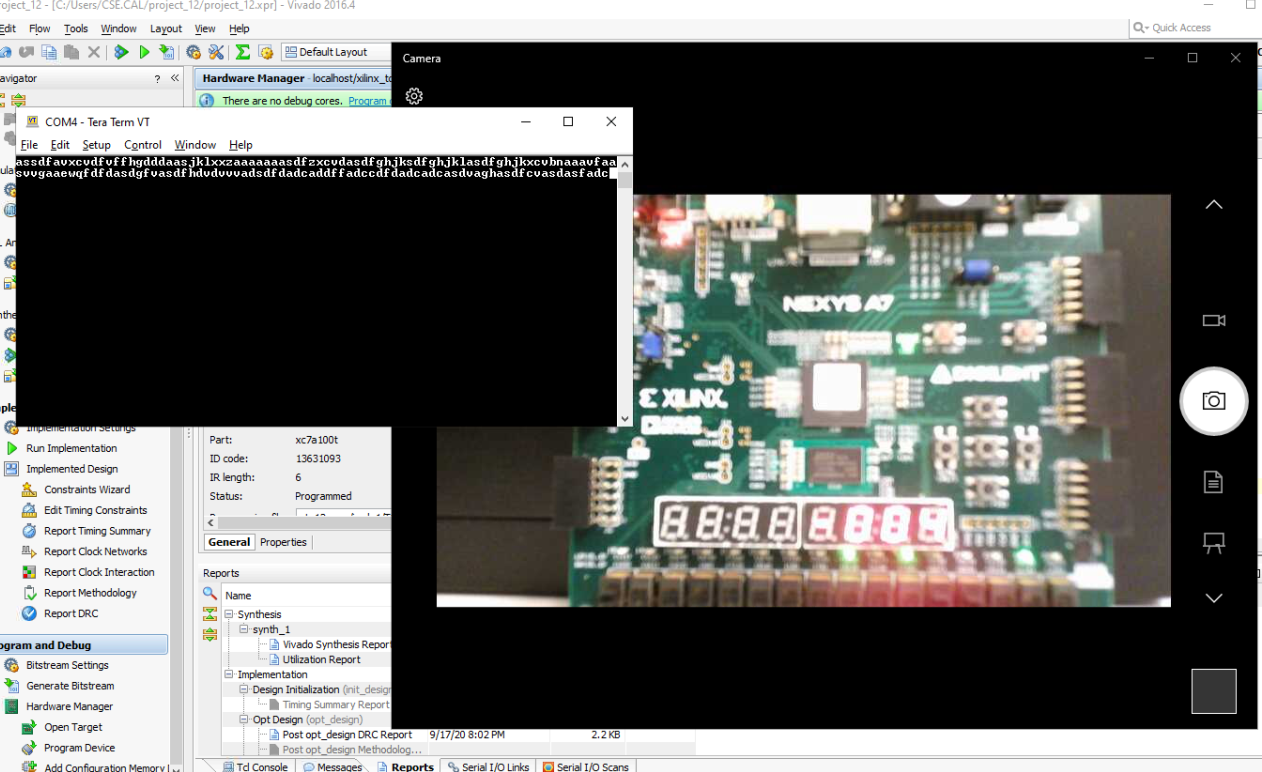 roject_12 - [C:/Users/CSE.CAL/project_12/project_12.xpr] - Vivado 2016.4
Edit Flow Tools Window Layout View Help
Quick Access
Default Layout
Camera
avigator ? «
Hardware Manager - localhost/xilinx_tc
There are no debug cores. Program
COM4 - Tera Term VT
File Edit Setup Control Window Help
svvgaaewqfdfdasdgfvasdfhdvdvvvadsdfdadcaddffadccdfdadcadcasdvaghasdfcvasdasfadc
NEXYS A7
DIGILENT
XILINX
Implementation Settings
Run Implementation
Implemented Design
Constraints Wizard
Edit Timing Constraints
Report Timing Summary
Report Clock Networks
Report Clock Interaction
Report Methodology
Report DRC
ogram and Debug
Bitstream Settings
Generate Bitstream
Hardware Manager
Open Target
Program Device
Add Configuration Memory
Part: xc7a100t
ID code: 13631093
IR length: 6
Status: Programmed
General Properties
Reports
Name
Synthesis
synth_1
Vivado Synthesis Report
Utilization Report
Implementation
Design Initialization (init_design
Timing Summary Report
Opt Design (opt_design)
Post opt_design DRC Report 9/17/20 8:02 PM 2.2 KB
Post opt_design Methodolog...
Tcl Console Messages Reports Serial I/O Links Serial I/O Scans